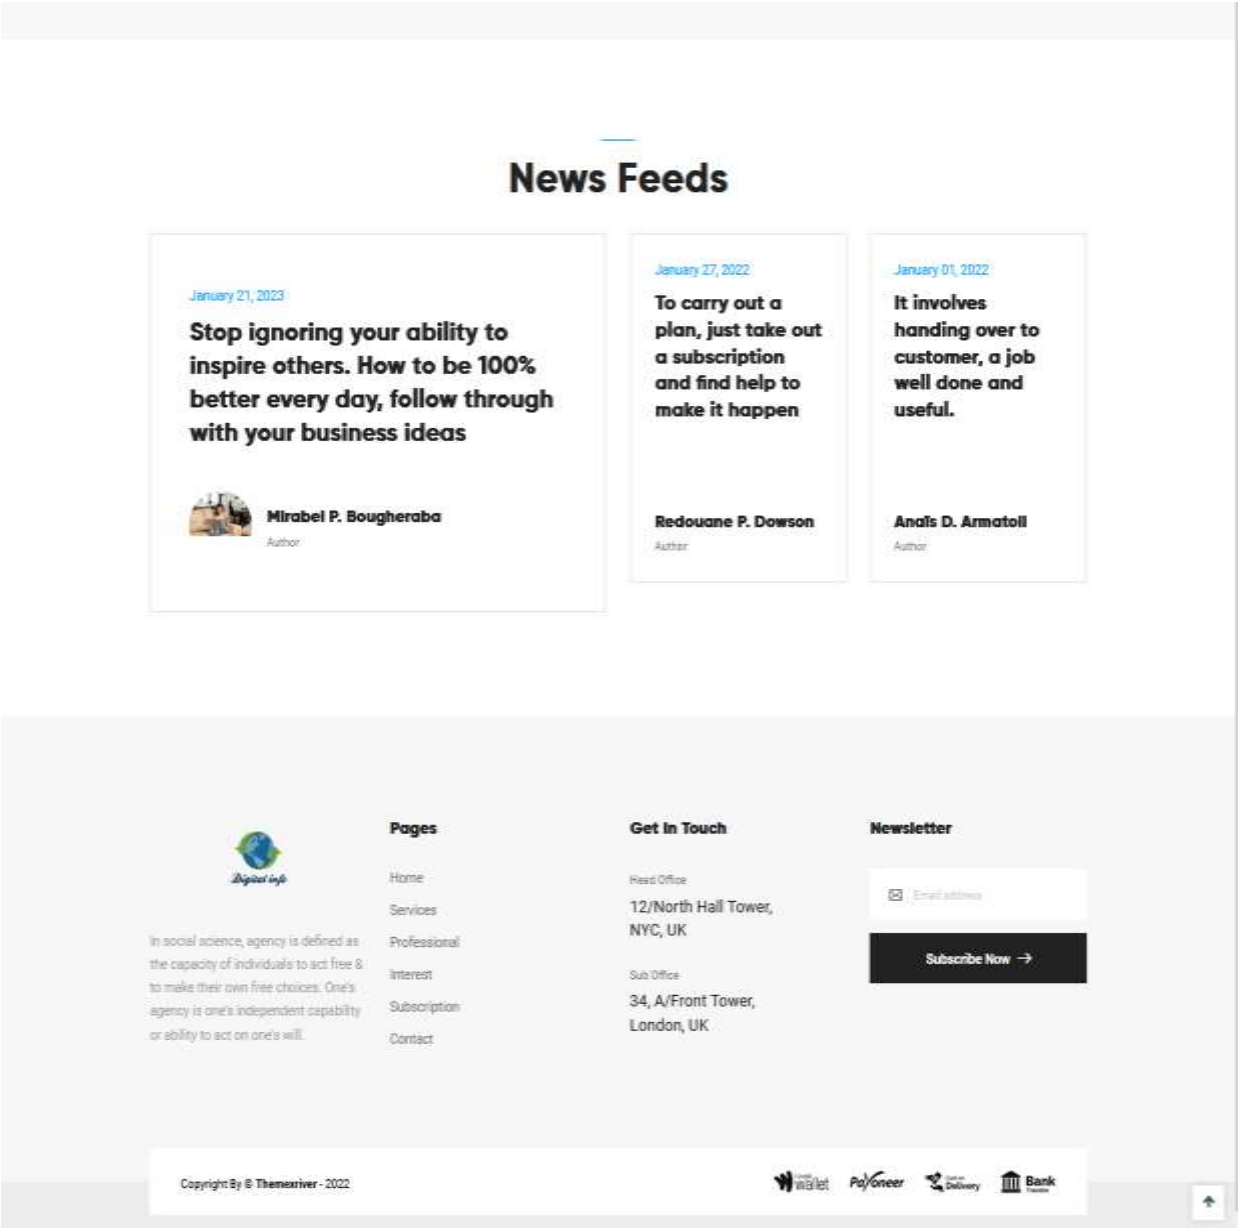 News Feeds
January 21, 2023
Stop ignoring your ability to
inspire others. How to be 100%
better every day, follow through
with your business ideas
Mirabel P. Bougheraba
Author
January 27, 2022
To carry out a
plan, just take out
a subscription
and find help to
make it happen
Redouane P. Dowson
Author
January 01, 2022
It involves
handing over to
customer, a job
well done and
useful.
Anaïs D. Armatoll
Author
Digital info
In social science, agency is defined as
the capacity of individuals to act free &
to make their own free choices. One's
agency is one's independent capability
or ability to act on one's will.
Pages
Home
Services
Professional
Interest
Subscription
Contact
Get In Touch
Head Office
12/North Hall Tower,
NYC, UK
Sub Office
34, A/Front Tower,
London, UK
Newsletter
Email address
Subscribe Now
Copyright By © Themexriver - 2022
wallet
Payoneer
Delivery
Bank